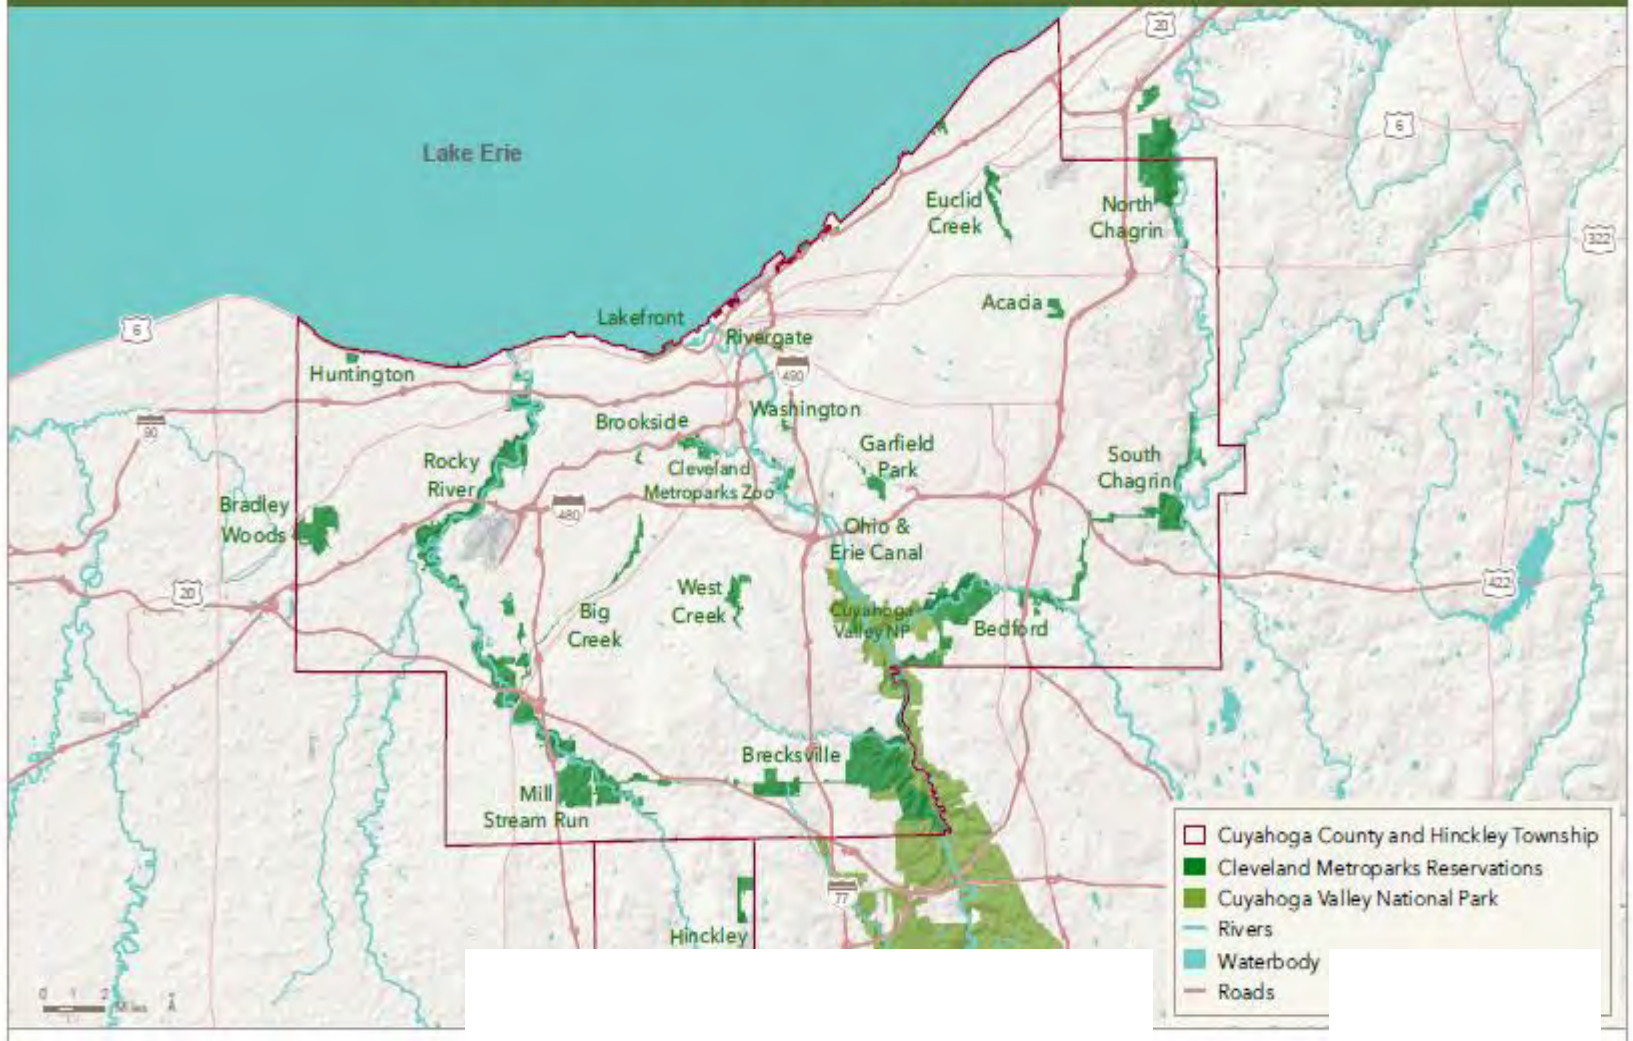 20
Lake Erie
6
Euclid
Creek
North
Chagrin
322
Acacia
Lakefront
6
Rivergate
Huntington
490
Washington
Brookside
90
Garfield
Park
Rocky
River
Cleveland
Metroparks Zoo
South
Chagrin
Bradley
Woods
480
Ohio &
Erie Canal
422
20
West
Creek
Big
Creek
Cuyahoga
Valley NP
Bedford
Brecksville
Mill
Stream Run
77
Hinckley
Cuyahoga County and Hinckley Township
Cleveland Metroparks Reservations
Cuyahoga Valley National Park
Rivers
Waterbody
Roads
0 1 2
Miles